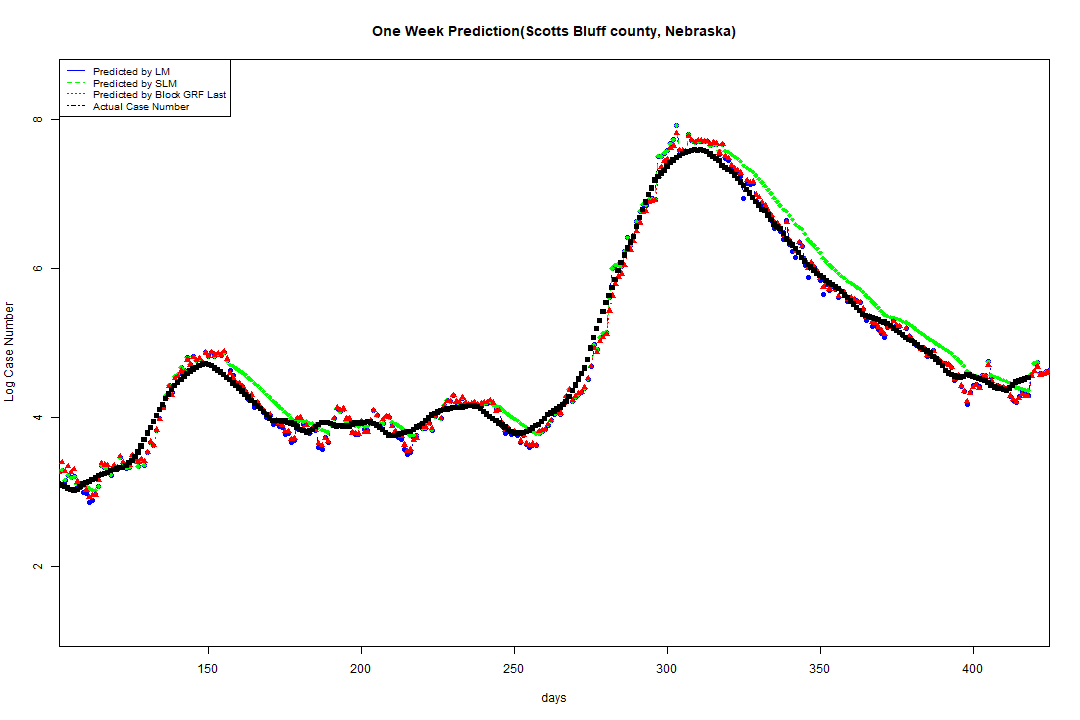 One Week Prediction(Scotts Bluff county, Nebraska)
Predicted by LM
Predicted by SLM
Predicted by Block GRF Last
Actual Case Number
Log Case Number
8
6
4
2
150 200 250 300 350 400
days